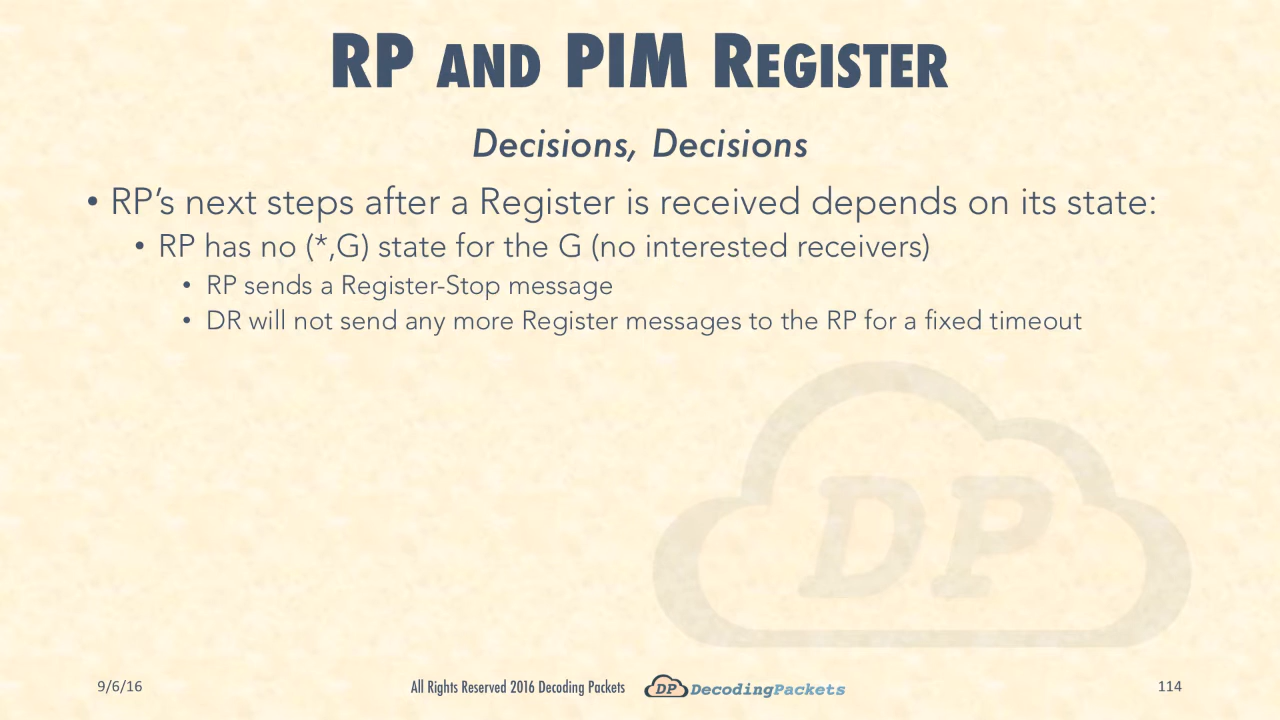 RP AND PIM REGISTER
Decisions, Decisions
• RP’s next steps after a Register is received depends on its state:
• RP has no (*,G) state for the G (no interested receivers)
• RP sends a Register-Stop message
• DR will not send any more Register messages to the RP for a fixed timeout
DP
9/6/16
All Rights Reserved 2016 Decoding Packets
DP DecodingPackets
114